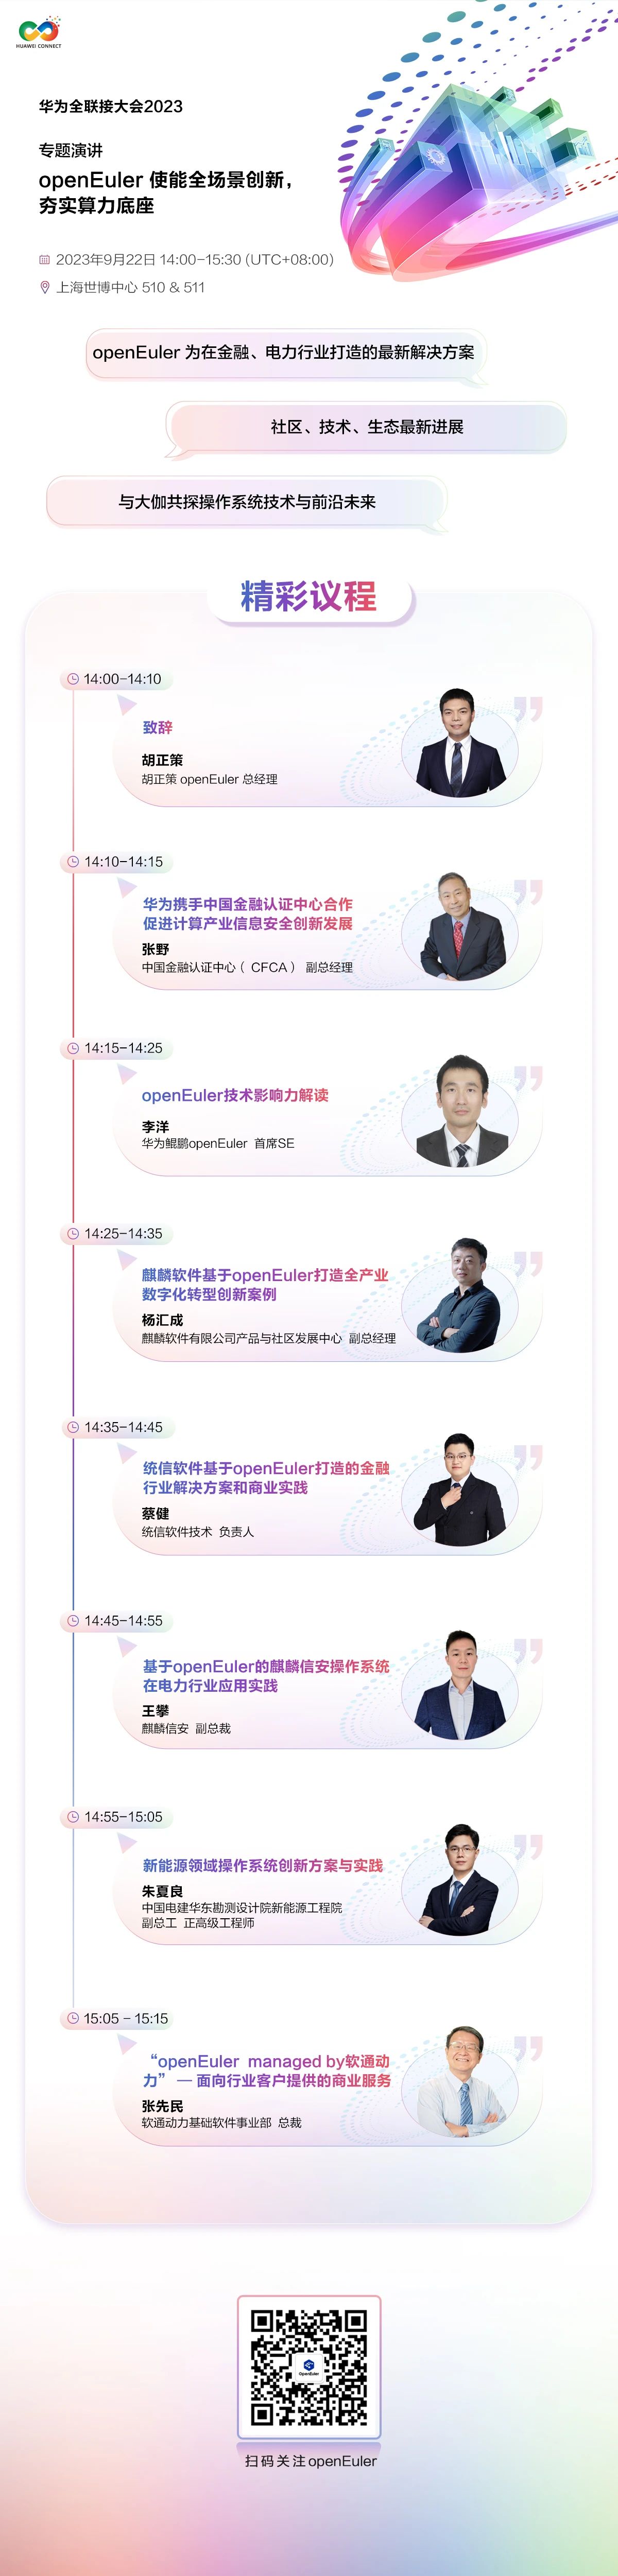 HUAWEI CONNECT
华为全联接大会2023
专题演讲
openEuler 使能全场景创新，
夯实算力底座
2023年9月22日 14:00-15:30 (UTC+08:00)
上海世博中心 510 & 511
openEuler 为在金融、电力行业打造的最新解决方案
社区、技术、生态最新进展
与大伽共探操作系统技术与前沿未来
精彩议程
14:00-14:10
致辞
胡正策
胡正策 openEuler 总经理
14:10-14:15
华为携手中国金融认证中心合作
促进计算产业信息安全创新发展
张野
中国金融认证中心（ CFCA ） 副总经理
14:15-14:25
openEuler技术影响力解读
李洋
华为鲲鹏openEuler 首席SE
14:25-14:35
麒麟软件基于openEuler打造全产业
数字化转型创新案例
杨汇成
麒麟软件有限公司产品与社区发展中心 副总经理
14:35-14:45
统信软件基于openEuler打造的金融
行业解决方案和商业实践
蔡健
统信软件技术 负责人
14:45-14:55
基于openEuler的麒麟信安操作系统
在电力行业应用实践
王攀
麒麟信安 副总裁
14:55-15:05
新能源领域操作系统创新方案与实践
朱夏良
中国电建华东勘测设计院新能源工程院
副总工 正高级工程师
15:05 - 15:15
“openEuler managed by软通动
力” — 面向行业客户提供的商业服务
张先民
软通动力基础软件事业部 总裁
OpenEuler
扫码关注openEuler